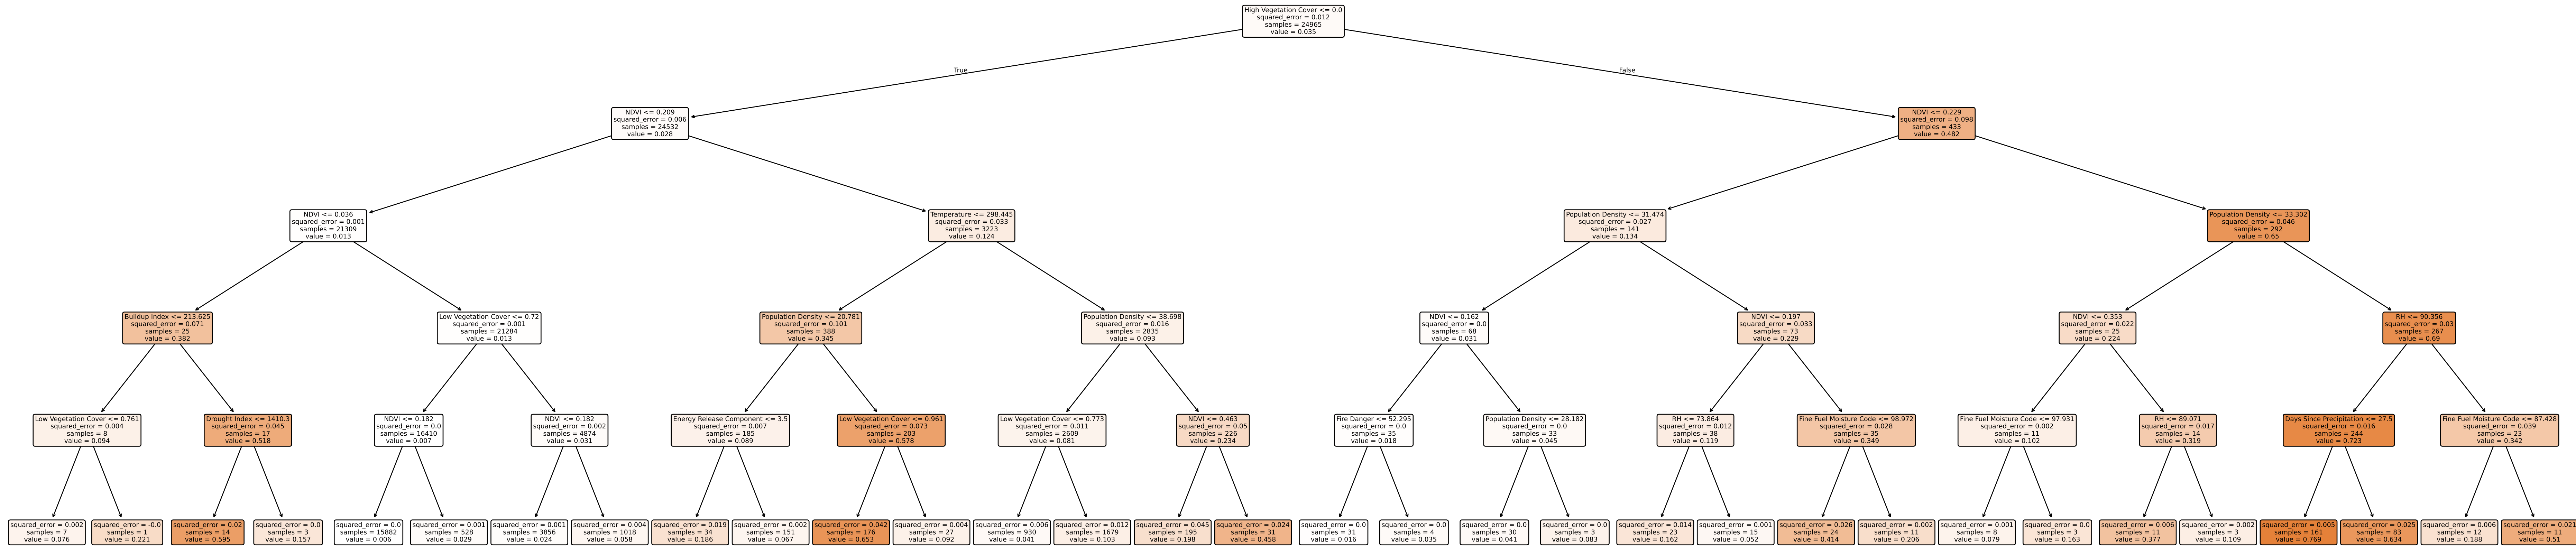 High Vegetation Cover <= 0.0
squared_error = 0.012
samples = 24965
value = 0.035
True
False
NDVI <= 0.209
squared_error = 0.006
samples = 24532
value = 0.028
NDVI <= 0.229
squared_error = 0.098
samples = 433
value = 0.482
NDVI <= 0.036
squared_error = 0.001
samples = 21309
value = 0.013
Temperature <= 298.445
squared_error = 0.033
samples = 3223
value = 0.124
Population Density <= 31.474
squared_error = 0.027
samples = 141
value = 0.134
Population Density <= 33.302
squared_error = 0.046
samples = 292
value = 0.65
Buildup Index <= 213.625
squared_error = 0.071
samples = 25
value = 0.382
Low Vegetation Cover <= 0.72
squared_error = 0.001
samples = 21284
value = 0.013
Population Density <= 20.781
squared_error = 0.101
samples = 388
value = 0.345
Population Density <= 38.698
squared_error = 0.016
samples = 2835
value = 0.093
NDVI <= 0.162
squared_error = 0.0
samples = 68
value = 0.031
NDVI <= 0.197
squared_error = 0.033
samples = 73
value = 0.229
NDVI <= 0.353
squared_error = 0.022
samples = 25
value = 0.224
RH <= 90.356
squared_error = 0.03
samples = 267
value = 0.69
Low Vegetation Cover <= 0.761
squared_error = 0.004
samples = 8
value = 0.094
Drought Index <= 1410.3
squared_error = 0.045
samples = 17
value = 0.518
NDVI <= 0.182
squared_error = 0.0
samples = 16410
value = 0.007
NDVI <= 0.182
squared_error = 0.002
samples = 4874
value = 0.031
Energy Release Component <= 3.5
squared_error = 0.007
samples = 185
value = 0.089
Low Vegetation Cover <= 0.961
squared_error = 0.073
samples = 203
value = 0.578
Low Vegetation Cover <= 0.773
squared_error = 0.011
samples = 2609
value = 0.081
NDVI <= 0.463
squared_error = 0.05
samples = 226
value = 0.234
Fire Danger <= 52.295
squared_error = 0.0
samples = 35
value = 0.018
Population Density <= 28.182
squared_error = 0.0
samples = 33
value = 0.045
RH <= 73.864
squared_error = 0.012
samples = 38
value = 0.119
Fine Fuel Moisture Code <= 98.972
squared_error = 0.028
samples = 35
value = 0.349
Fine Fuel Moisture Code <= 97.931
squared_error = 0.002
samples = 11
value = 0.102
RH <= 89.071
squared_error = 0.017
samples = 14
value = 0.319
Days Since Precipitation <= 27.5
squared_error = 0.016
samples = 244
value = 0.723
Fine Fuel Moisture Code <= 87.428
squared_error = 0.039
samples = 23
value = 0.342
squared_error = 0.002
samples = 7
value = 0.076
squared_error = -0.0
samples = 1
value = 0.221
squared_error = 0.02
samples = 14
value = 0.595
squared_error = 0.0
samples = 3
value = 0.157
squared_error = 0.0
samples = 15882
value = 0.006
squared_error = 0.001
samples = 528
value = 0.029
squared_error = 0.001
samples = 3856
value = 0.024
squared_error = 0.004
samples = 1018
value = 0.058
squared_error = 0.019
samples = 34
value = 0.186
squared_error = 0.002
samples = 151
value = 0.067
squared_error = 0.042
samples = 176
value = 0.653
squared_error = 0.004
samples = 27
value = 0.092
squared_error = 0.006
samples = 930
value = 0.041
squared_error = 0.012
samples = 1679
value = 0.103
squared_error = 0.045
samples = 195
value = 0.198
squared_error = 0.024
samples = 31
value = 0.458
squared_error = 0.0
samples = 31
value = 0.016
squared_error = 0.0
samples = 4
value = 0.035
squared_error = 0.0
samples = 30
value = 0.041
squared_error = 0.0
samples = 3
value = 0.083
squared_error = 0.014
samples = 23
value = 0.162
squared_error = 0.001
samples = 15
value = 0.052
squared_error = 0.026
samples = 24
value = 0.414
squared_error = 0.002
samples = 11
value = 0.206
squared_error = 0.001
samples = 8
value = 0.079
squared_error = 0.0
samples = 3
value = 0.163
squared_error = 0.006
samples = 11
value = 0.377
squared_error = 0.002
samples = 3
value = 0.109
squared_error = 0.005
samples = 161
value = 0.769
squared_error = 0.025
samples = 83
value = 0.634
squared_error = 0.006
samples = 12
value = 0.188
squared_error = 0.021
samples = 11
value = 0.51